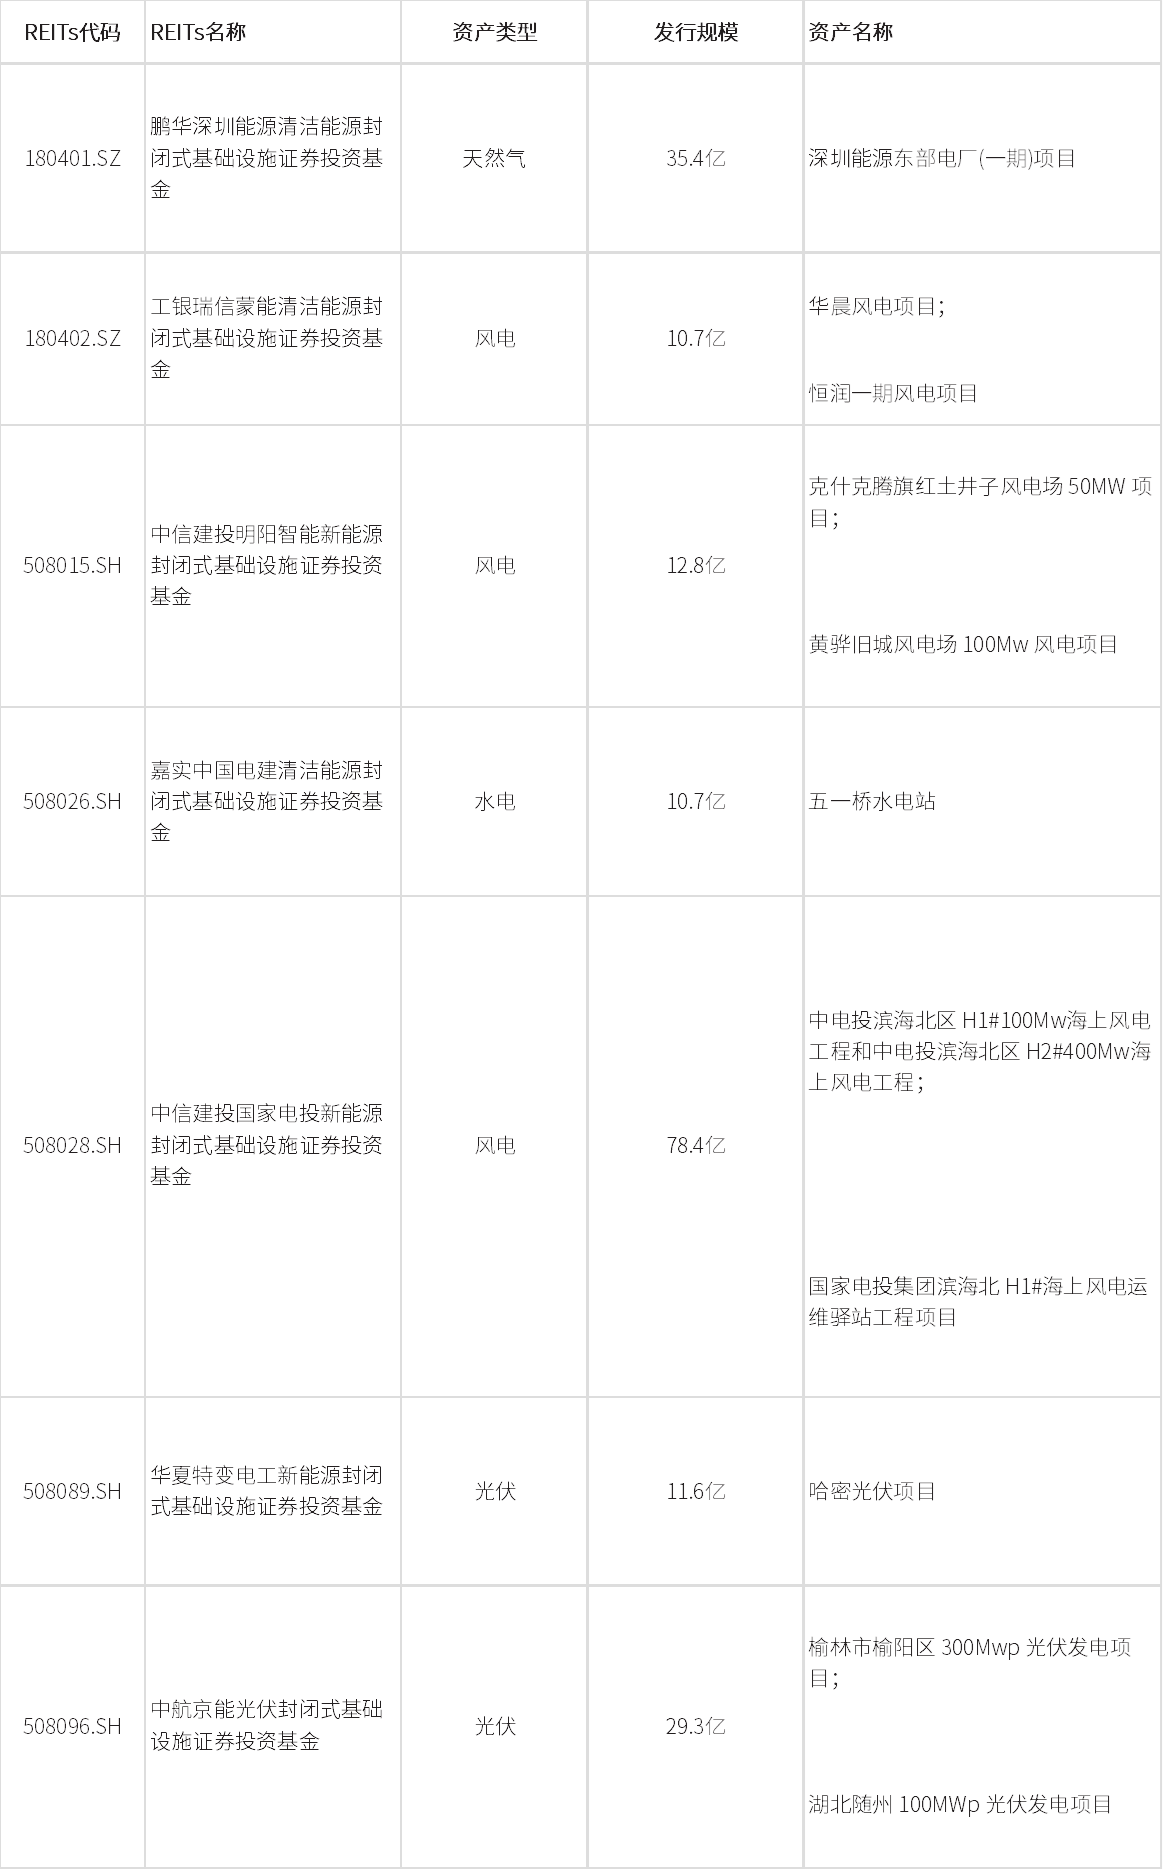 REITs代码 REITs名称 资产类型 发行规模 资产名称
鹏华深圳能源清洁能源封
180401.SZ 闭式基础设施证券投资基 天然气 35.4亿 深圳能源东部电厂(一期)项目
金
工银瑞信蒙能清洁能源封 华晨风电项目；
180402.SZ 闭式基础设施证券投资基 风电 10.7亿
金
恒润一期风电项目
克什克腾旗红土井子风电场 50MW 项
目；
中信建投明阳智能新能源
508015.SH 封闭式基础设施证券投资 风电 12.8亿
基金
黄骅旧城风电场 100Mw 风电项目
嘉实中国电建清洁能源封
508026.SH 闭式基础设施证券投资基 水电 10.7亿 五一桥水电站
金
中电投滨海北区 H1#100Mw海上风电
工程和中电投滨海北区 H2#400Mw海
上风电工程；
中信建投国家电投新能源
508028.SH 封闭式基础设施证券投资 风电 78.4亿
基金
国家电投集团滨海北 H1#海上风电运
维驿站工程项目
华夏特变电工新能源封闭
508089.SH 式基础设施证券投资基金 光伏 11.6亿 哈密光伏项目
榆林市榆阳区 300Mwp 光伏发电项
目；
中航京能光伏封闭式基础
508096.SH 设施证券投资基金 光伏 29.3亿
湖北随州 100MWp 光伏发电项目